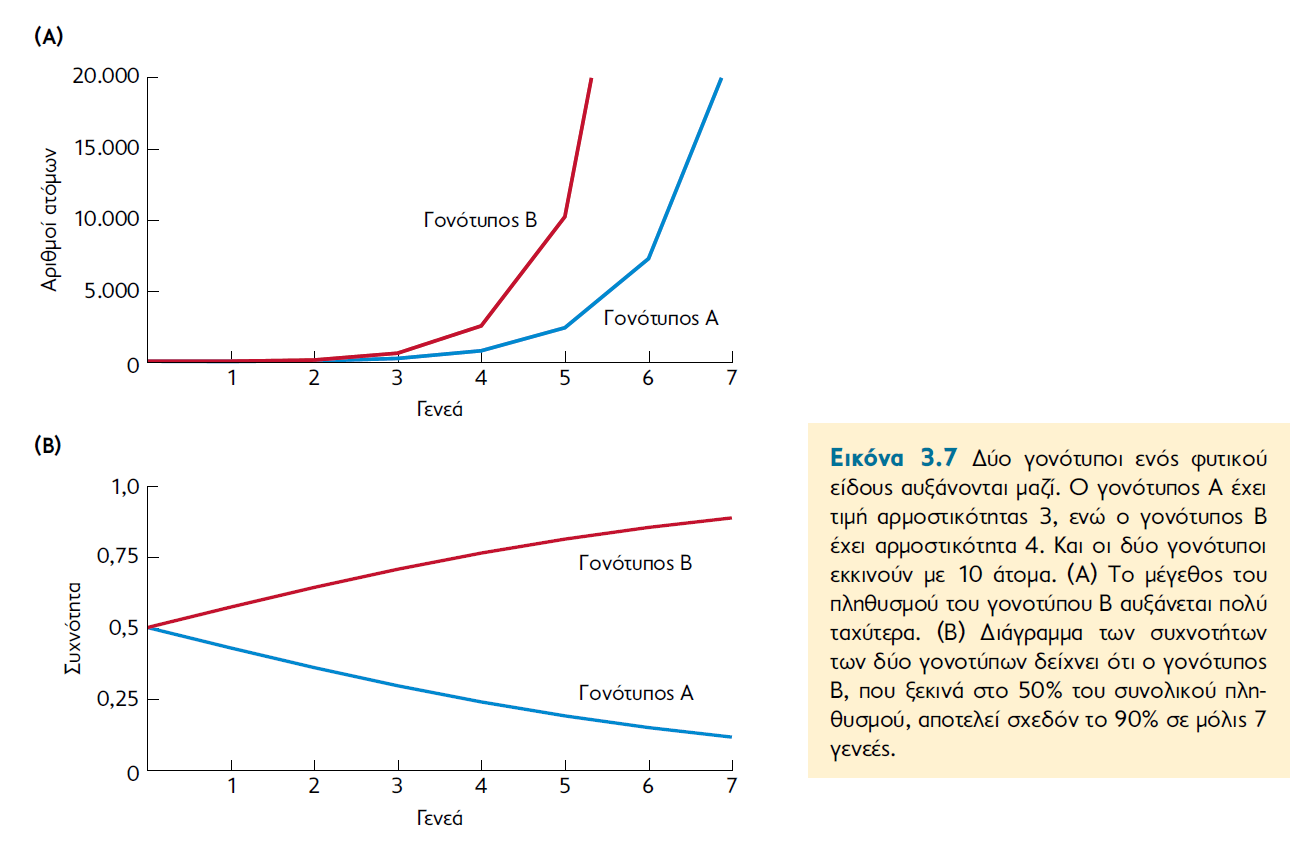 (A)
20.000
15.000
10.000
5.000
0
Αριθμοί ατόμων
Γονότυπος Β
Γονότυπος Α
1 2 3 4 5 6 7
Γενεά
(B)
1,0
0,75
0,5
0,25
0
Συχνότητα
Γονότυπος Β
Γονότυπος Α
1 2 3 4 5 6 7
Γενεά
Εικόνα 3.7 Δύο γονότυποι ενός φυτικού
είδους αυξάνονται μαζί. Ο γονότυπος Α έχει
τιμή αρμοστικότητας 3, ενώ ο γονότυπος Β
έχει αρμοστικότητα 4. Και οι δύο γονότυποι
εκκινούν με 10 άτομα. (Α) Το μέγεθος του
πληθυσμού του γονοτύπου Β αυξάνεται πολύ
ταχύτερα. (Β) Διάγραμμα των συχνοτήτων
των δύο γονοτύπων δείχνει ότι ο γονότυπος
Β, που ξεκινά στο 50% του συνολικού πλη-
θυσμού, αποτελεί σχεδόν το 90% σε μόλις 7
γενεές.